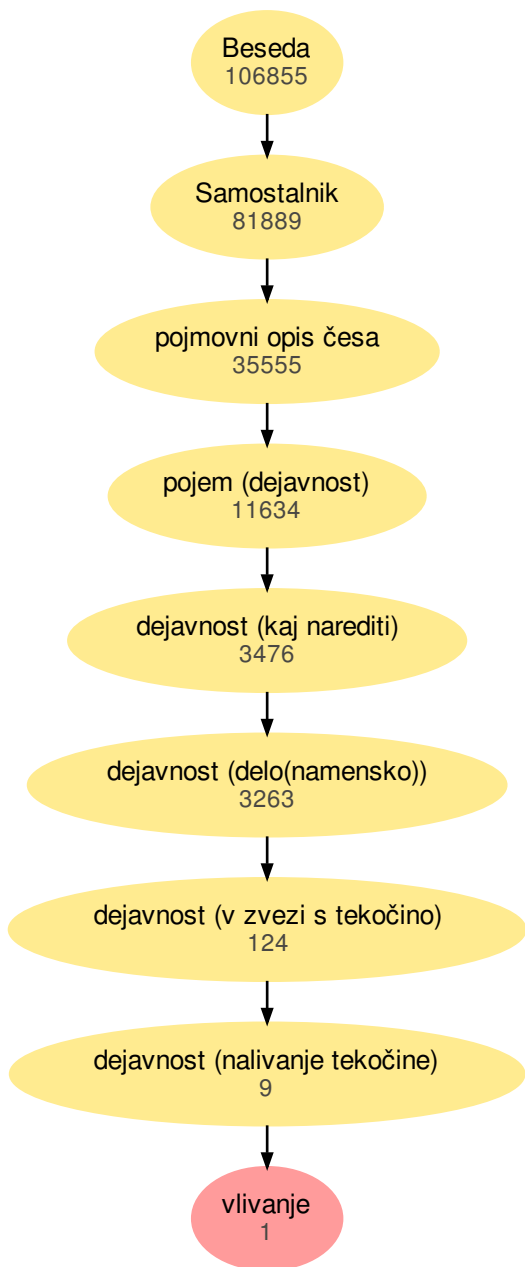 Beseda
106855
Samostalnik
81889
pojmovni opis česa
35555
pojem (dejavnost)
11634
dejavnost (kaj narediti)
3476
dejavnost (delo(namensko))
3263
dejavnost (v zvezi s tekočino)
124
dejavnost (nalivanje tekočine)
9
vlivanje
1